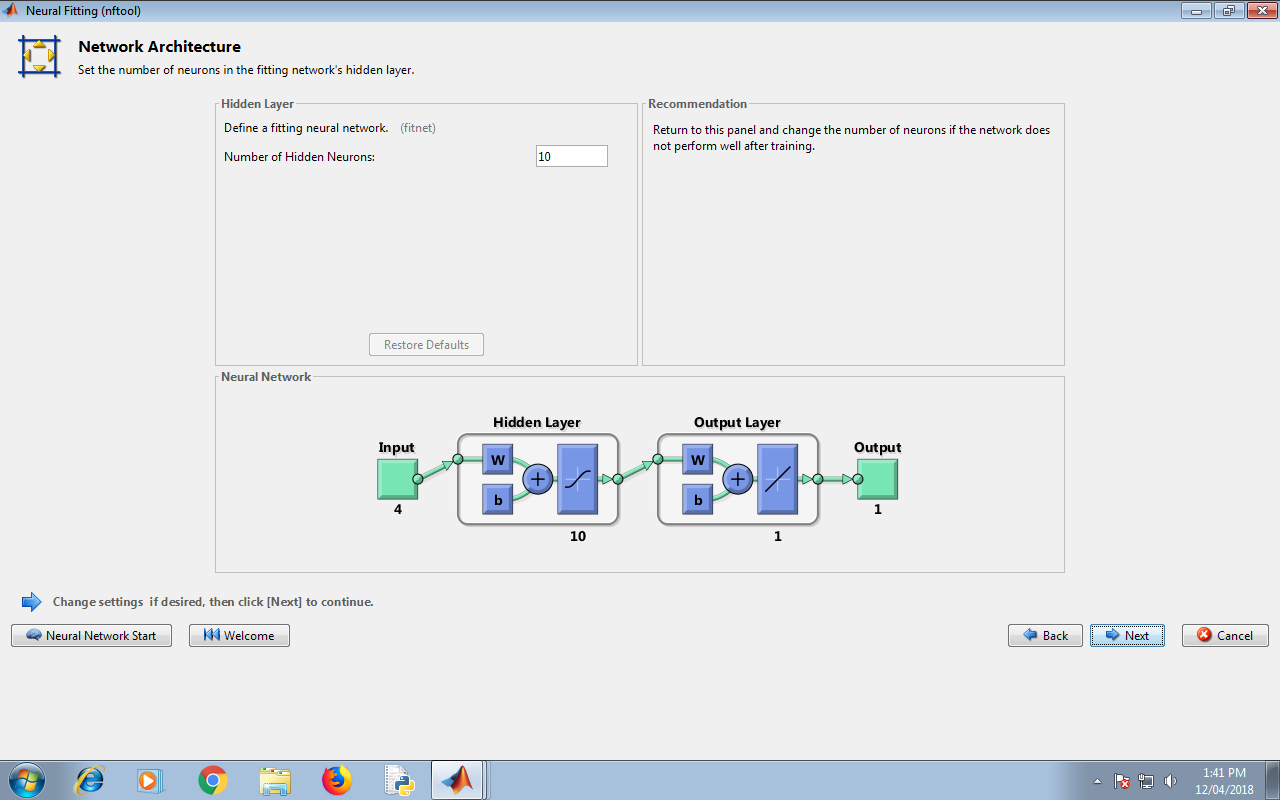 Neural Fitting (nftool)
Network Architecture
Set the number of neurons in the fitting network's hidden layer.
Hidden Layer
Define a fitting neural network. (fitnet)
Number of Hidden Neurons: 10
Restore Defaults
Recommendation
Return to this panel and change the number of neurons if the network does
not perform well after training.
Neural Network
Hidden Layer
Output Layer
Input
Output
W
b
+
W
b
+
4
10
1
1
Change settings if desired, then click [Next] to continue.
Neural Network Start
Welcome
Back
Next
Cancel
1:41 PM
12/04/2018